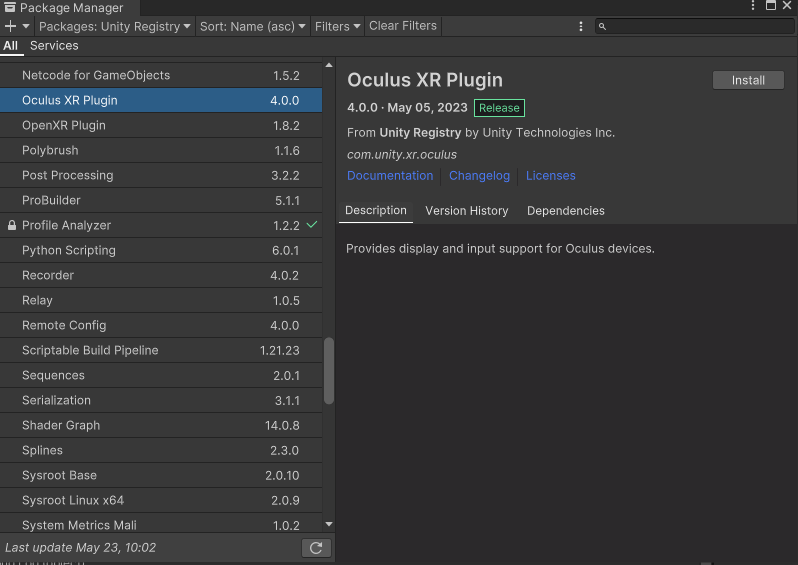 Package Manager
Packages: Unity Registry
Sort: Name (asc)
Filters
Clear Filters
All
Services
Netcode for GameObjects 1.5.2
Oculus XR Plugin 4.0.0
OpenXR Plugin 1.8.2
Polybrush 1.1.6
Post Processing 3.2.2
ProBuilder 5.1.1
Profile Analyzer 1.2.2
Python Scripting 6.0.1
Recorder 4.0.2
Relay 1.0.5
Remote Config 4.0.0
Scriptable Build Pipeline 1.21.23
Sequences 2.0.1
Serialization 3.1.1
Shader Graph 14.0.8
Splines 2.3.0
Sysroot Base 2.0.10
Sysroot Linux x64 2.0.9
System Metrics Mali 1.0.2
Last update May 23, 10:02
Oculus XR Plugin
Install
4.0.0 · May 05, 2023 Release
From Unity Registry by Unity Technologies Inc.
com.unity.xr.oculus
Documentation Changelog Licenses
Description Version History Dependencies
Provides display and input support for Oculus devices.